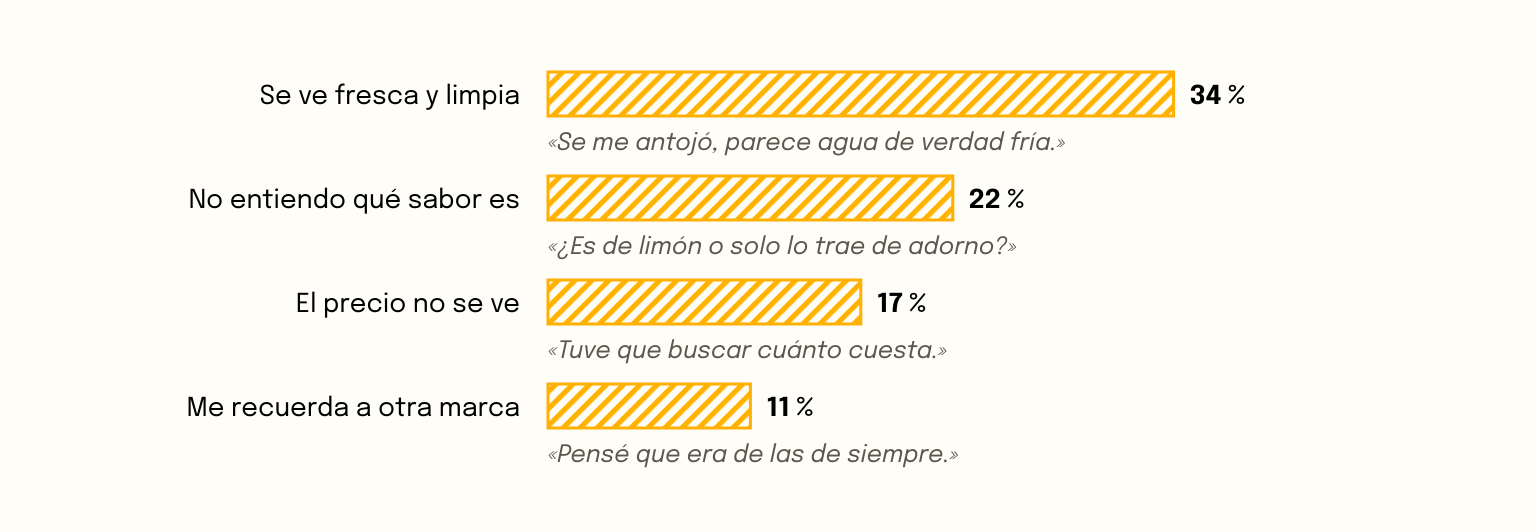 Se ve fresca y limpia 34 %
«Se me antojó, parece agua de verdad fría.»
No entiendo qué sabor es 22 %
«¿Es de limón o solo lo trae de adorno?»
El precio no se ve 17 %
«Tuve que buscar cuánto cuesta.»
Me recuerda a otra marca 11 %
«Pensé que era de las de siempre.»